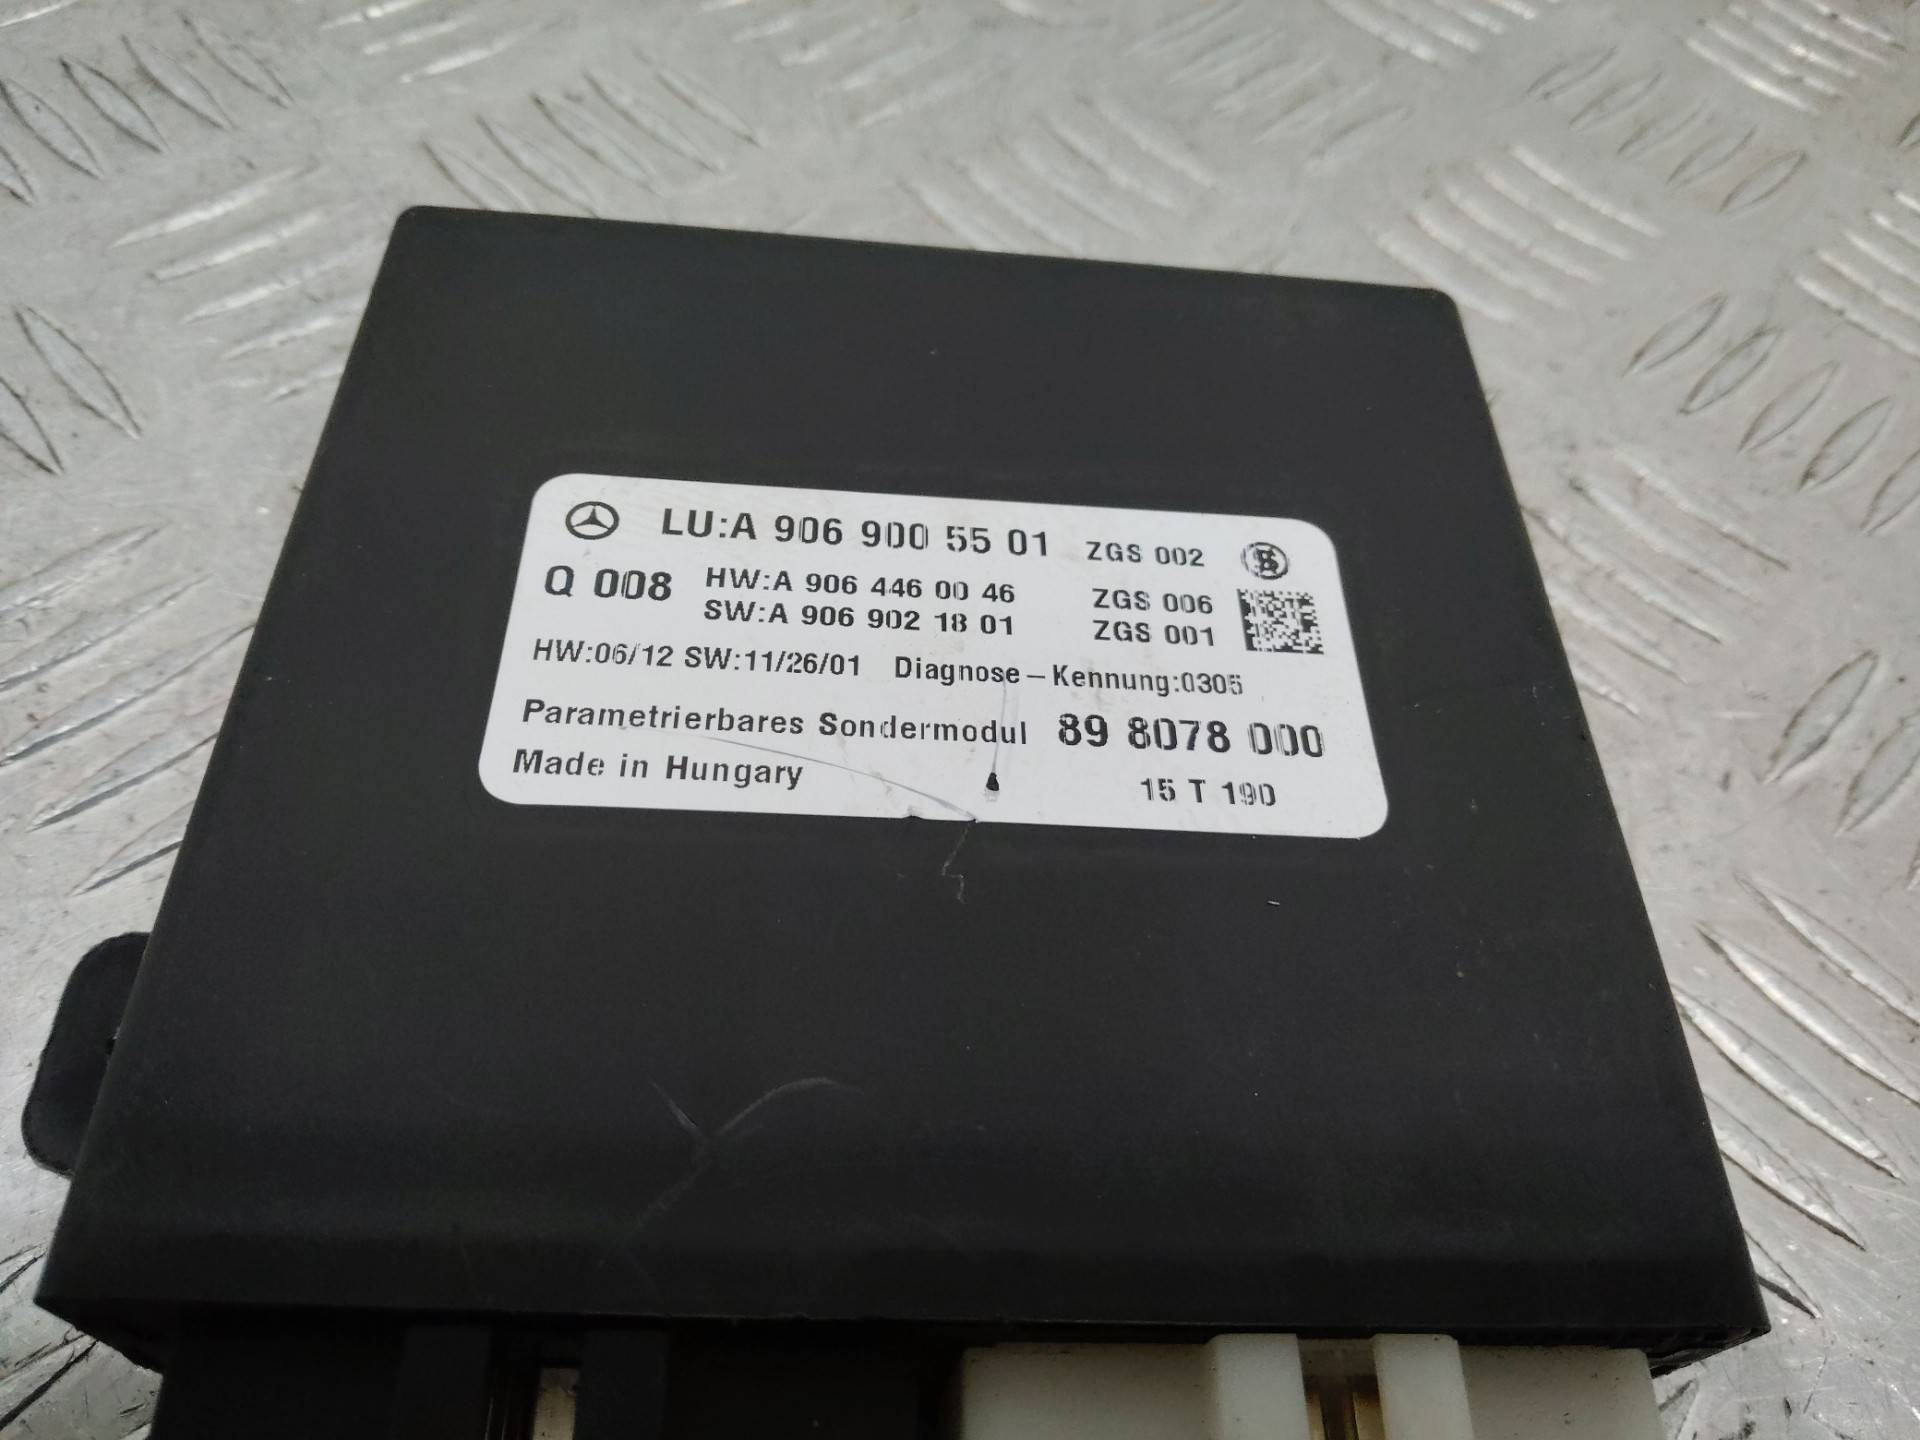 LU:A 906 900 55 01 ZGS 002
Q 008 HW:A 906 446 00 46 ZGS 006
SW:A 906 902 18 01 ZGS 001
HW:06/12 SW:11/26/01 Diagnose – Kennung:0305
Parametrierbares Sondermodul 89 8078 000
Made in Hungary 15 T 190